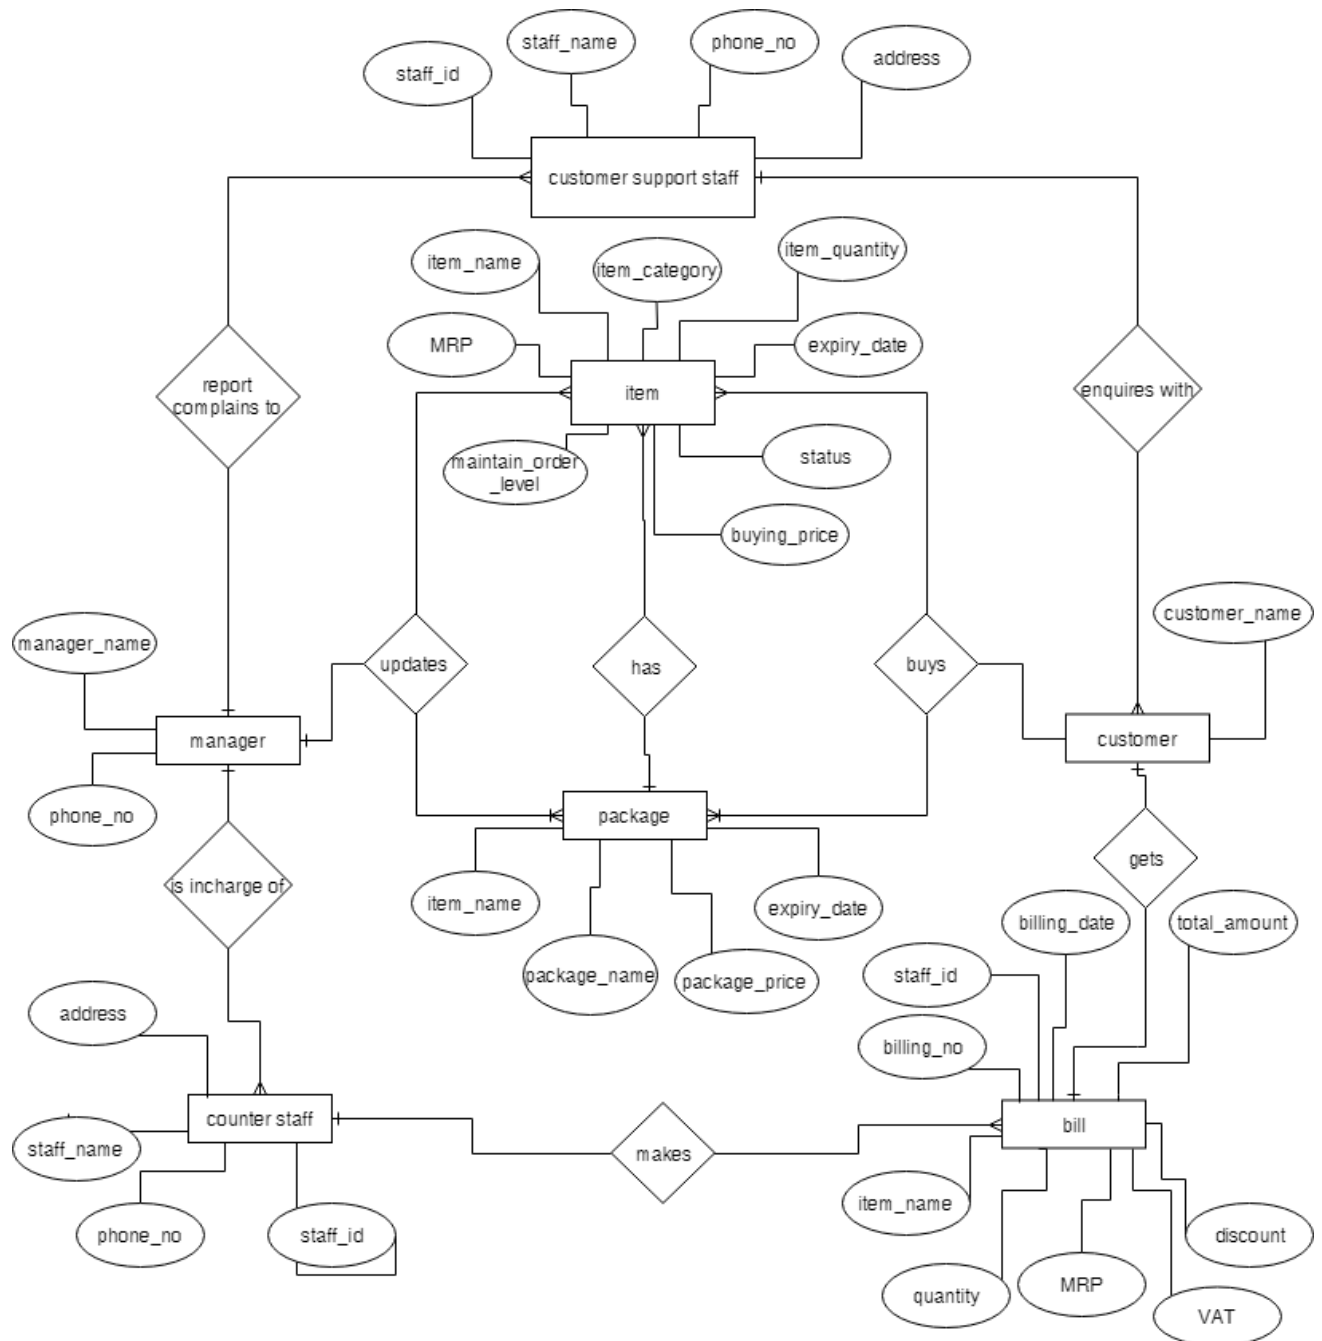 staff_name
phone_no
address
staff_id
customer support staff
item_name
item_category
item_quantity
MRP
expiry_date
report
complains to
item
enquires with
maintain_order
_level
status
buying_price
manager_name
customer_name
updates
has
buys
manager
customer
phone_no
package
is incharge of
gets
item_name
expiry_date
package_name
package_price
billing_date
total_amount
staff_id
address
billing_no
counter staff
bill
staff_name
makes
item_name
phone_no
staff_id
discount
quantity
MRP
VAT